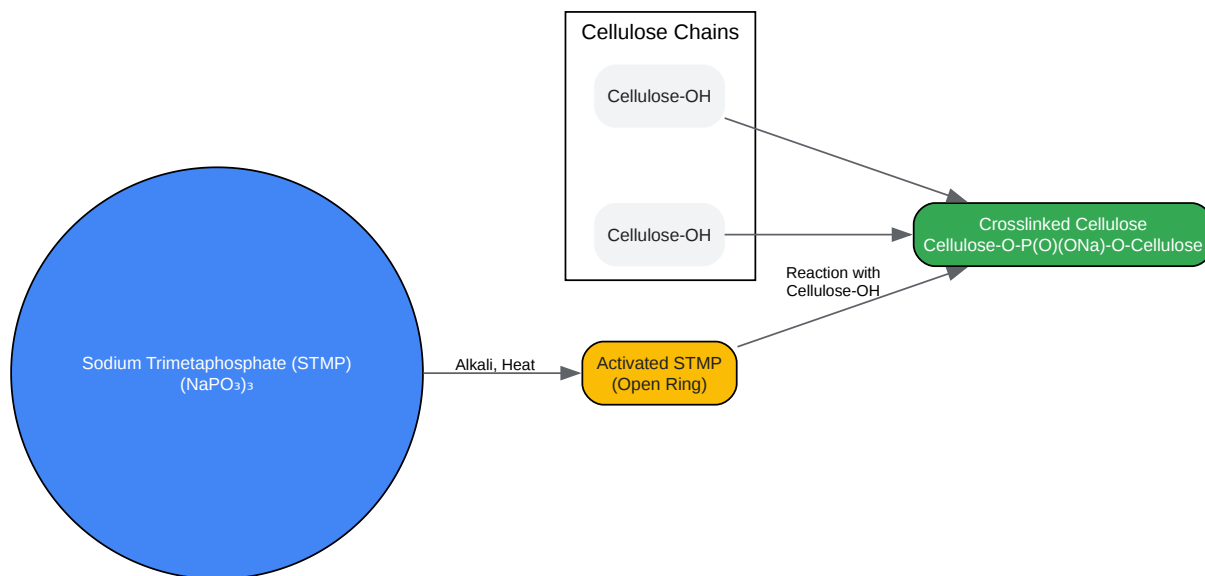 Cellulose Chains
Cellulose-OH
Cellulose-OH
Crosslinked Cellulose
Cellulose-O-P(O)(ONa)-O-Cellulose
Reaction with
Cellulose-OH
Sodium Trimetaphosphate (STMP)
(NaPO₃)₃
Alkali, Heat
Activated STMP
(Open Ring)